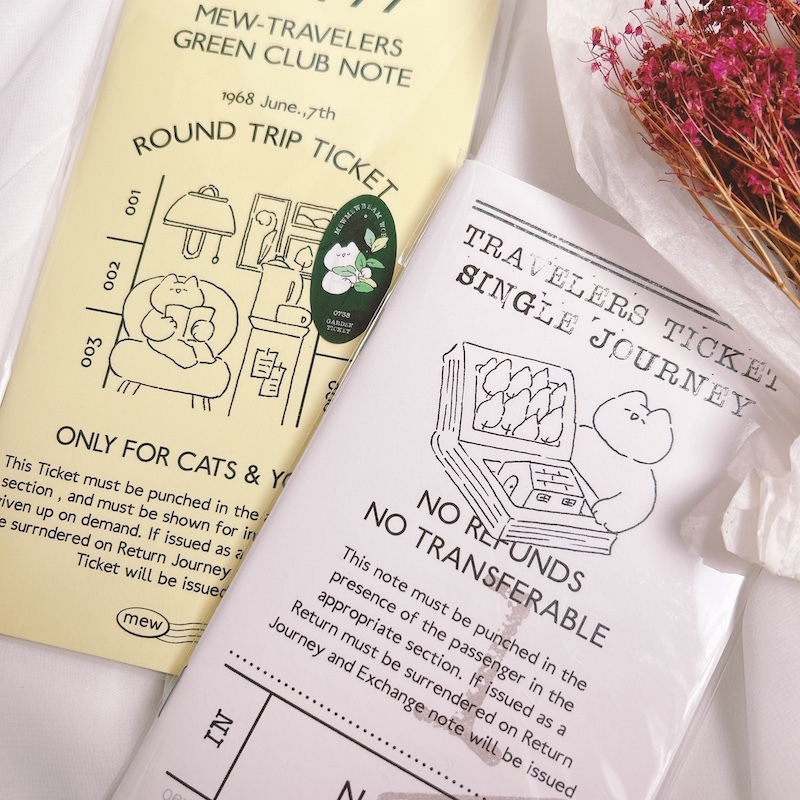 MEW-TRAVELERS
GREEN CLUB NOTE
1968 June.,7th
ROUND TRIP TICKET
001
002
003
MEWMEWBEAM
0738
GARDEN
TICKET
ONLY FOR CATS &
This Ticket must be punched in the
section , and must be shown for
given up on demand. If issued as a
surrndered on Return Journey
Ticket will be issued
mew
TRAVELERS TICKET
SINGLE JOURNEY
NO REFUNDS
NO TRANSFERABLE
This note must be punched in the
presence of the passenger in the
appropriate section. If issued as a
Return must be surrendered on Return
Journey and Exchange note will be issued
IN